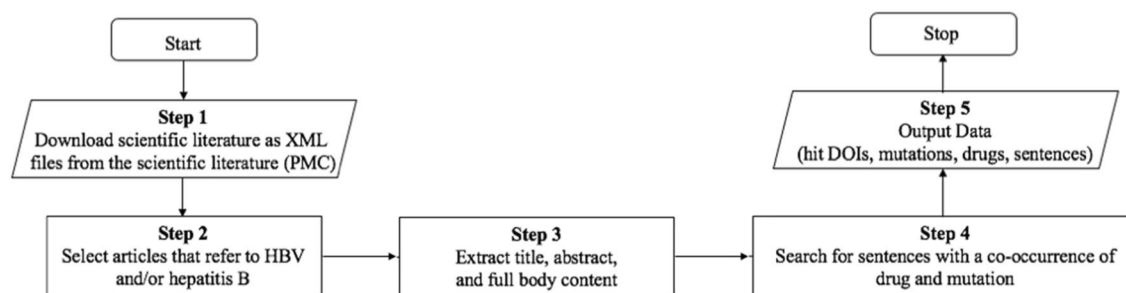 Start
Step 1
Download scientific literature as XML
files from the scientific literature (PMC)
Step 2
Select articles that refer to HBV
and/or hepatitis B
Step 3
Extract title, abstract,
and full body content
Step 4
Search for sentences with a co-occurrence of
drug and mutation
Step 5
Output Data
(hit DOIs, mutations, drugs, sentences)
Stop